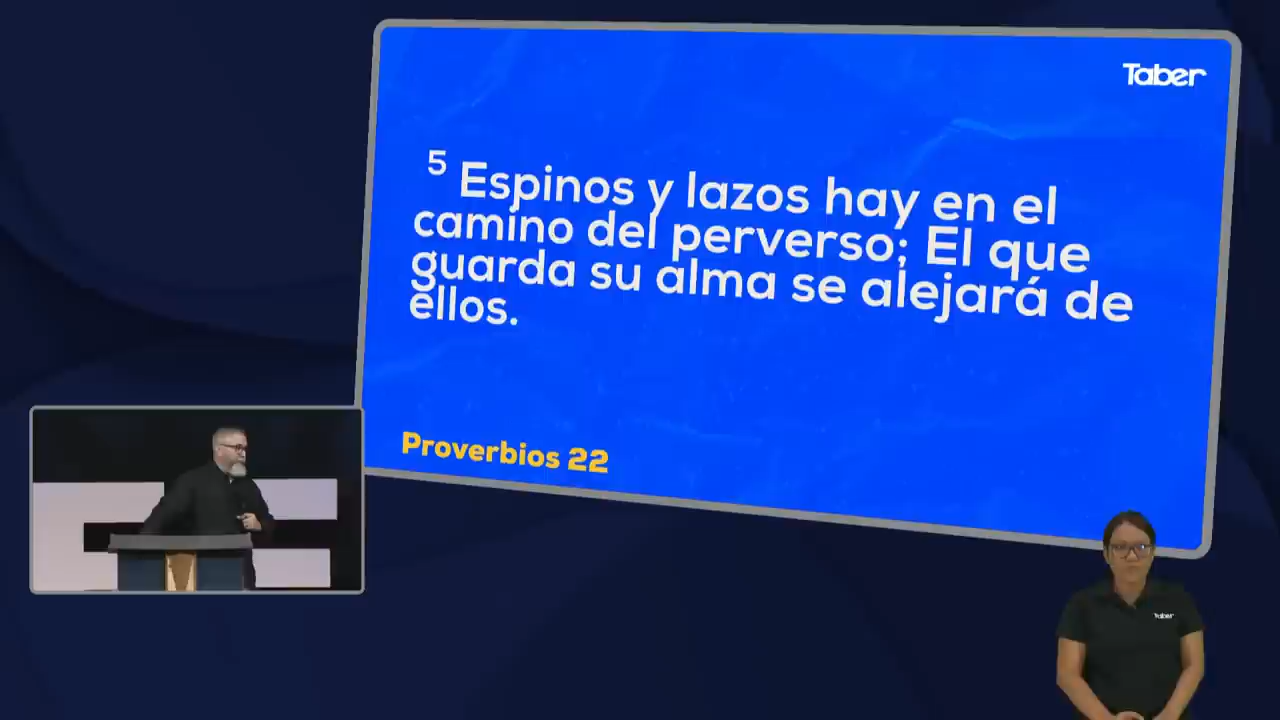 Taber
5 Espinos y lazos hay en el
camino del perverso; El que
guarda su alma se alejará de
ellos.
Proverbios 22
Taber